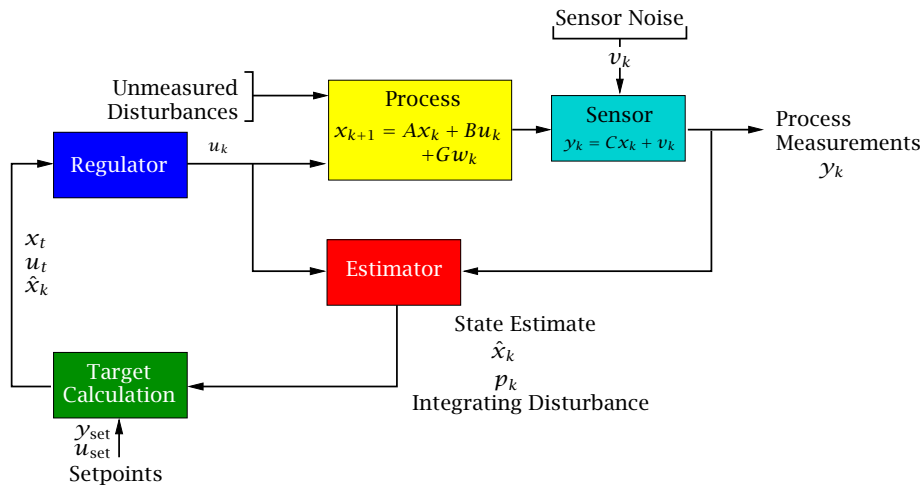 Sensor Noise
v_k
Unmeasured
Disturbances
Process
x_{k+1} = Ax_k + Bu_k
+Gw_k
Sensor
y_k = Cx_k + v_k
Process
Measurements
y_k
Regulator
u_k
x_t
u_t
x̂_k
Estimator
State Estimate
x̂_k
p_k
Integrating Disturbance
Target
Calculation
y_set
u_set
Setpoints